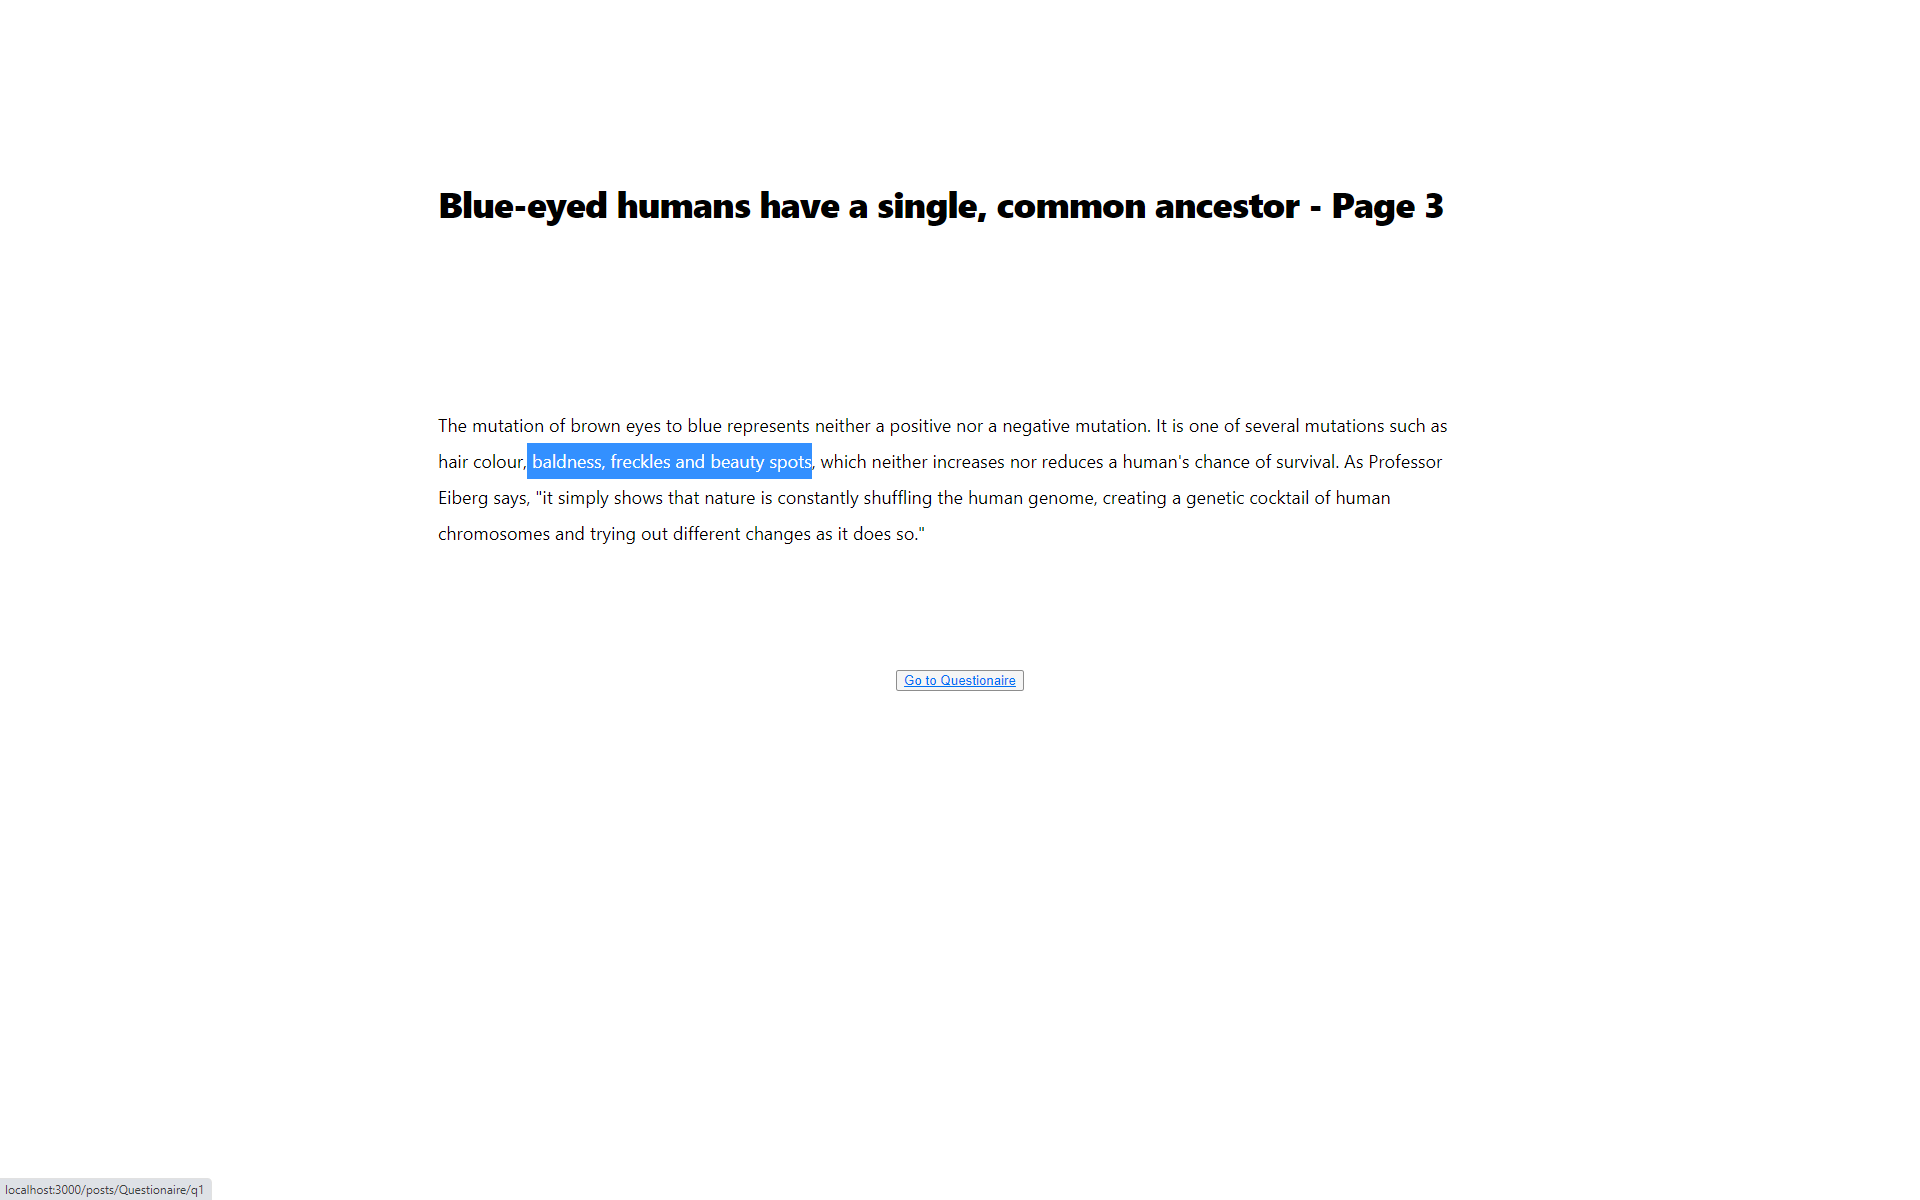 Blue-eyed humans have a single, common ancestor - Page 3
The mutation of brown eyes to blue represents neither a positive nor a negative mutation. It is one of several mutations such as
hair colour, baldness, freckles and beauty spots, which neither increases nor reduces a human's chance of survival. As Professor
Eiberg says, "it simply shows that nature is constantly shuffling the human genome, creating a genetic cocktail of human
chromosomes and trying out different changes as it does so."
Go to Questionaire
localhost:3000/posts/Questionaire/q1